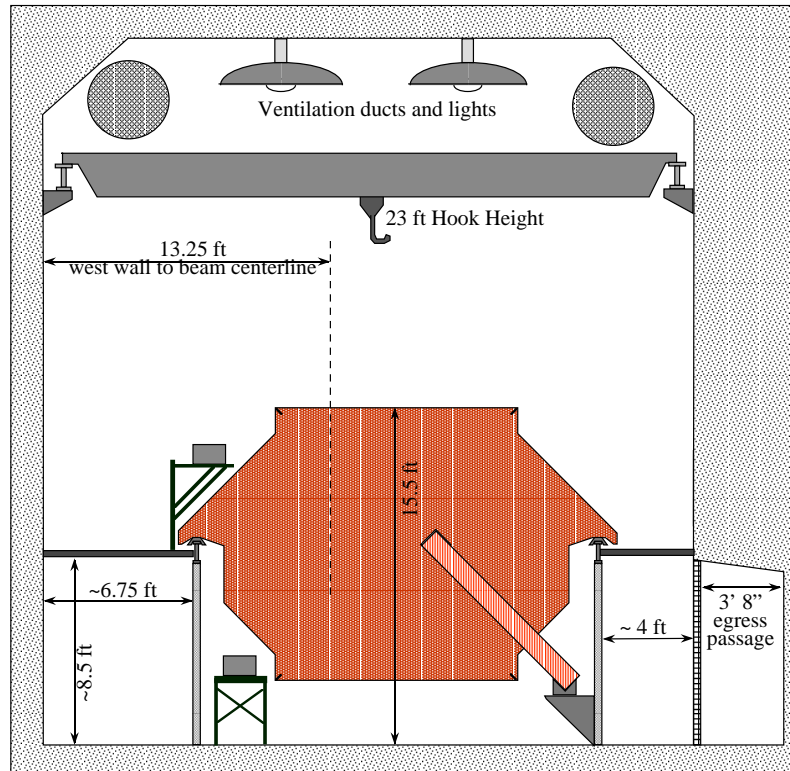 Ventilation ducts and lights
23 ft Hook Height
13.25 ft
west wall to beam centerline
15.5 ft
~6.75 ft
~8.5 ft
~ 4 ft
3’ 8”
egress
passage